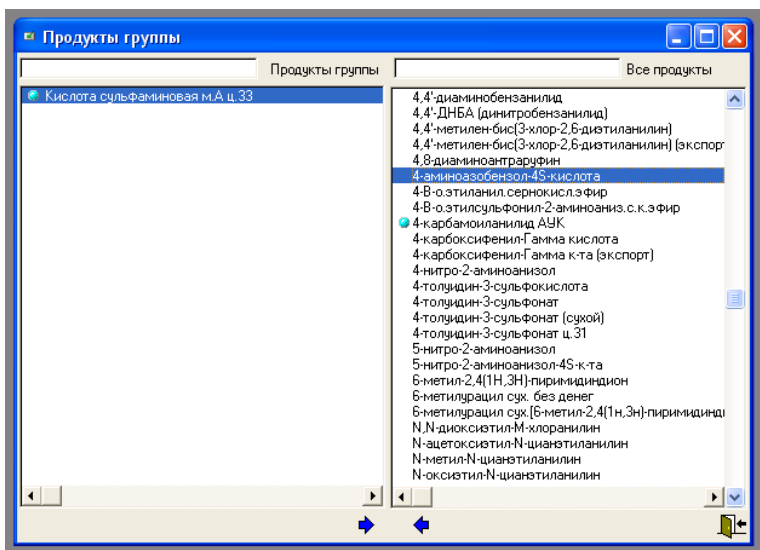 Продукты группы
Продукты группы
Все продукты
Кислота сульфаминовая м.А ц.33
4,4'-диаминобензанилид
4,4'-ДНБА (динитробензанилид)
4,4'-метилен-бис(3-хлор-2,6-диэтиланилин)
4,4'-метилен-бис(3-хлор-2,6-диэтиланилин) (экспорт
4,8-диаминоантраруфин
4-аминоазобензол-4S-кислота
4-В-о.этиланил.сернокисл.эфир
4-В-о.этилсульфонил-2-аминоаниз.с.к.эфир
4-карбамоиланилид АУК
4-карбоксифенил-Гамма кислота
4-карбоксифенил-Гамма к-та (экспорт)
4-нитро-2-аминоанизол
4-толуидин-3-сульфокислота
4-толуидин-3-сульфонат
4-толуидин-3-сульфонат (сухой)
4-толуидин-3-сульфонат ц.31
5-нитро-2-аминоанизол
5-нитро-2-аминоанизол-4S-к-та
6-метил-2,4(1Н,3Н)-пиримидиндион
6-метилурацил сух. без денег
6-метилурацил сух.(6-метил-2,4(1н,3н)-пиримидинди
N,N-диоксиэтил-М-хлоранилин
N-ацетоксиэтил-N-цианэтиланилин
N-метил-N-цианэтиланилин
N-оксиэтил-N-цианэтиланилин